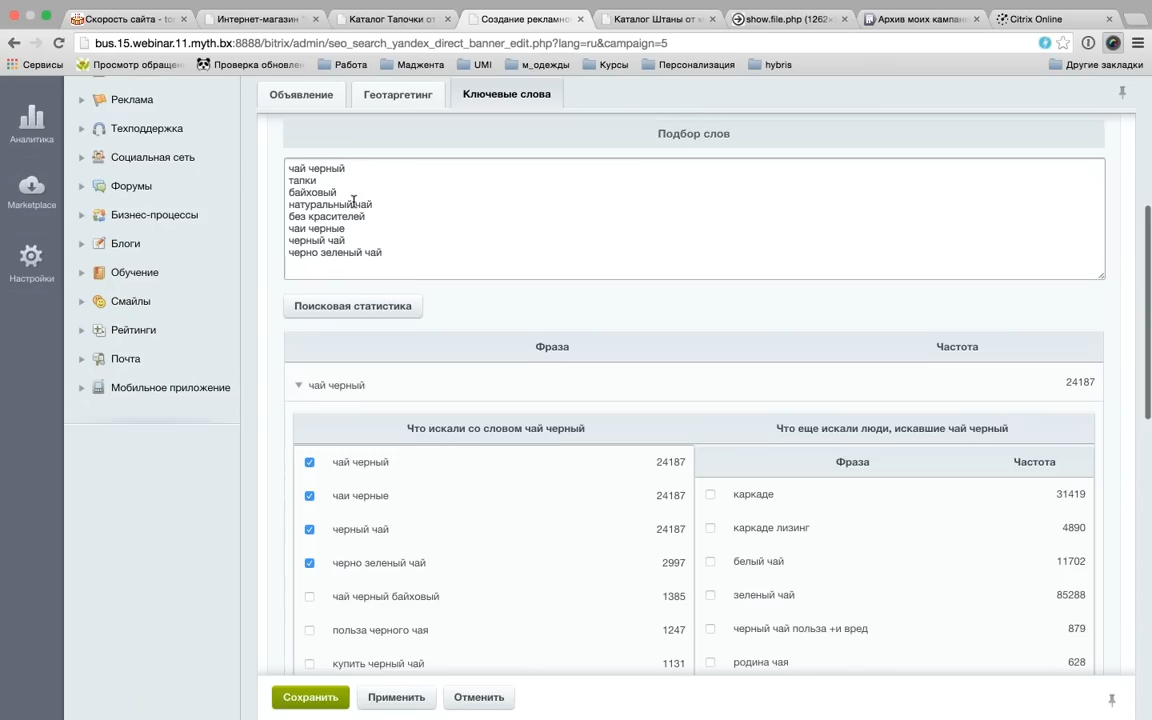 Скорость сайта - 
Интернет-магазин "
Каталог Тапочки от
Создание рекламно
Каталог Штаны от
show.file.php (1262×
Архив моих кампан
Citrix Online
bus.15.webinar.11.myth.bx:8888/bitrix/admin/seo_search_yandex_direct_banner_edit.php?lang=ru&campaign=5
Сервисы Просмотр обращен Проверка обновле Работа Маджента UMI м_одежды Курсы Персонализация hybris Другие закладки
Аналитика
Marketplace
Настройки
Реклама
Техподдержка
Социальная сеть
Форумы
Бизнес-процессы
Блоги
Обучение
Смайлы
Рейтинги
Почта
Мобильное приложение
Объявление Геотаргетинг Ключевые слова
Подбор слов
чай черный
тапки
байховый
натуральный чай
без красителей
чаи черные
черный чай
черно зеленый чай
Поисковая статистика
Фраза Частота
чай черный 24187
Что искали со словом чай черный
чай черный 24187
чаи черные 24187
черный чай 24187
черно зеленый чай 2997
чай черный байховый 1385
польза черного чая 1247
купить черный чай 1131
Что еще искали люди, искавшие чай черный
Фраза Частота
каркаде 31419
каркаде лизинг 4890
белый чай 11702
зеленый чай 85288
черный чай польза +и вред 879
родина чая 628
Сохранить Применить Отменить